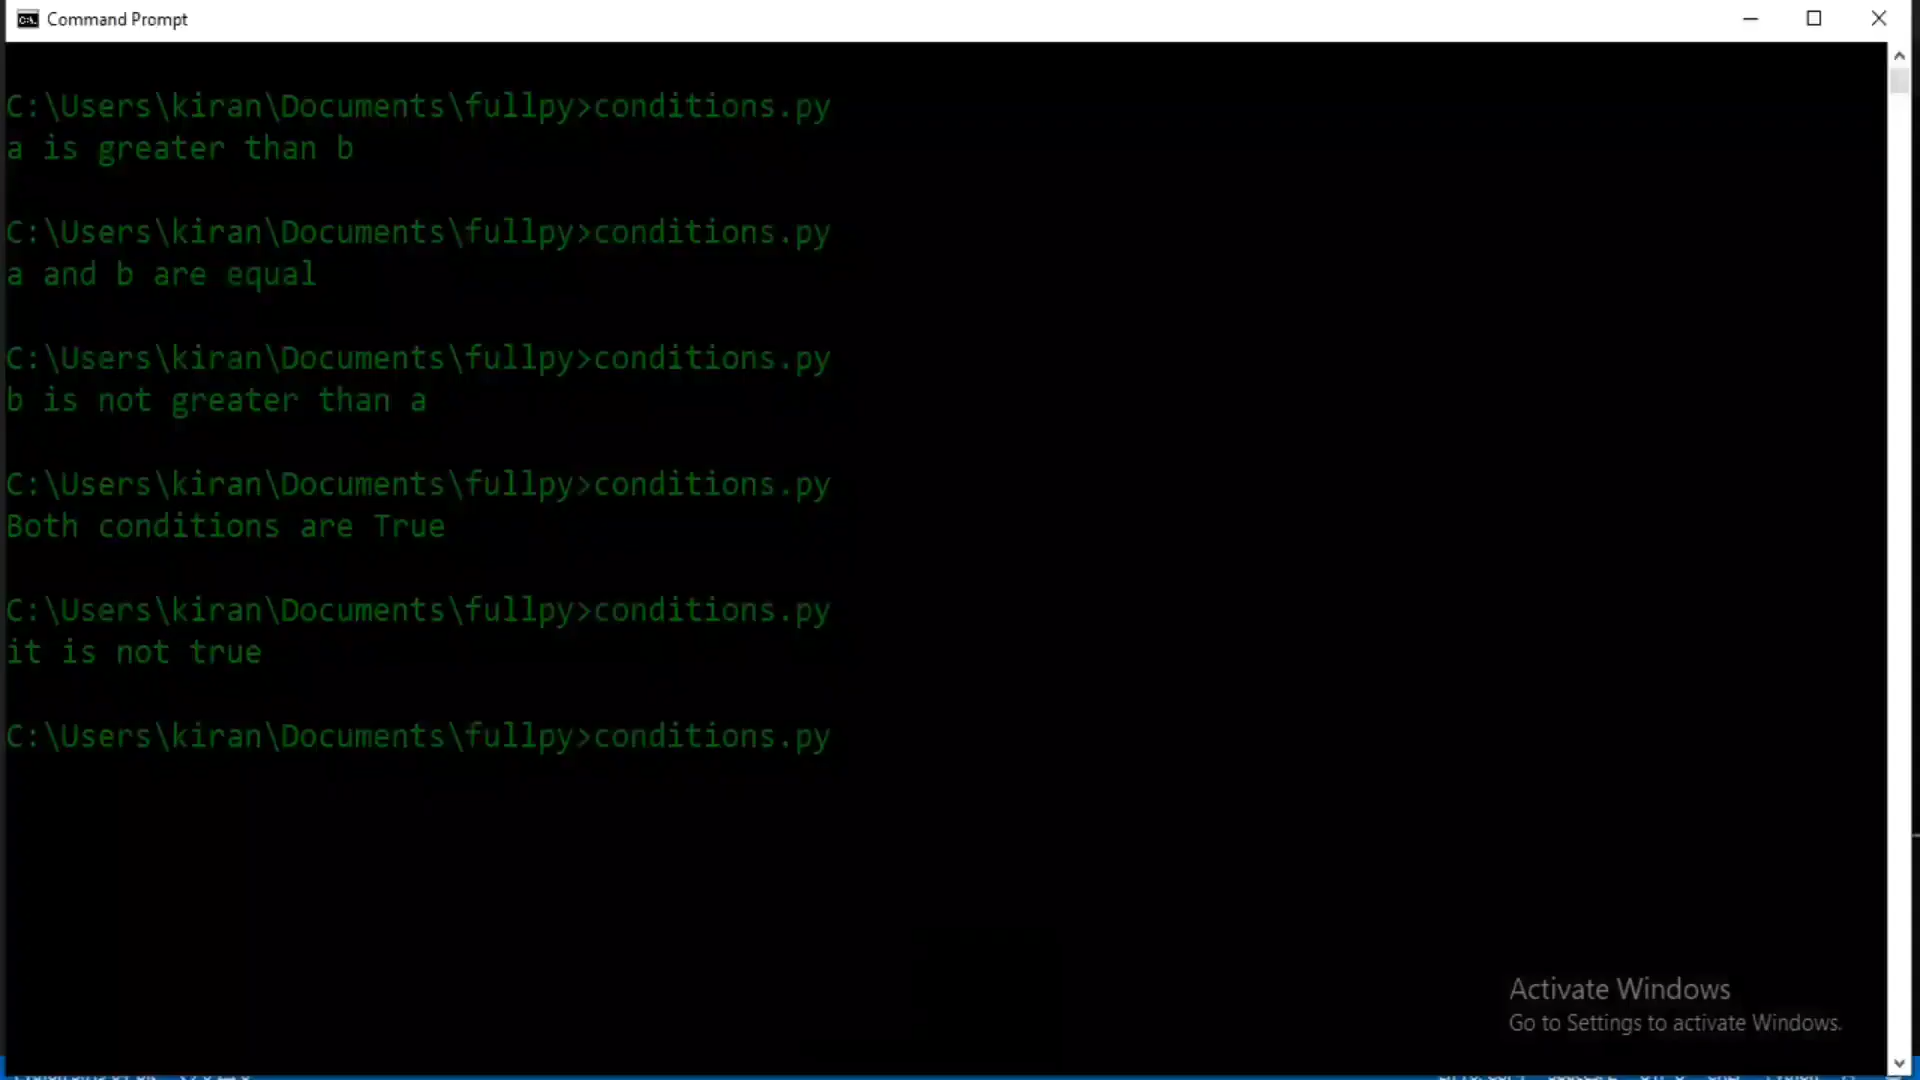 Command Prompt
C:\Users\kiran\Documents\fullpy>conditions.py
a is greater than b
C:\Users\kiran\Documents\fullpy>conditions.py
a and b are equal
C:\Users\kiran\Documents\fullpy>conditions.py
b is not greater than a
C:\Users\kiran\Documents\fullpy>conditions.py
Both conditions are True
C:\Users\kiran\Documents\fullpy>conditions.py
it is not true
C:\Users\kiran\Documents\fullpy>conditions.py
Activate Windows
Go to Settings to activate Windows.